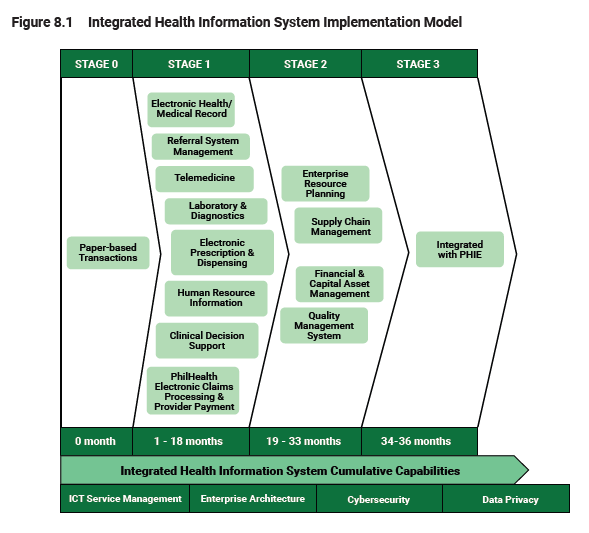 Figure 8.1 Integrated Health Information System Implementation Model
STAGE 0
STAGE 1
STAGE 2
STAGE 3
Paper-based
Transactions
Electronic Health/
Medical Record
Referral System
Management
Telemedicine
Laboratory &
Diagnostics
Electronic
Prescription &
Dispensing
Human Resource
Information
Clinical Decision
Support
PhilHealth
Electronic Claims
Processing &
Provider Payment
Enterprise
Resource
Planning
Supply Chain
Management
Financial &
Capital Asset
Management
Quality
Management
System
Integrated
with PHIE
0 month
1 - 18 months
19 - 33 months
34-36 months
Integrated Health Information System Cumulative Capabilities
ICT Service Management
Enterprise Architecture
Cybersecurity
Data Privacy